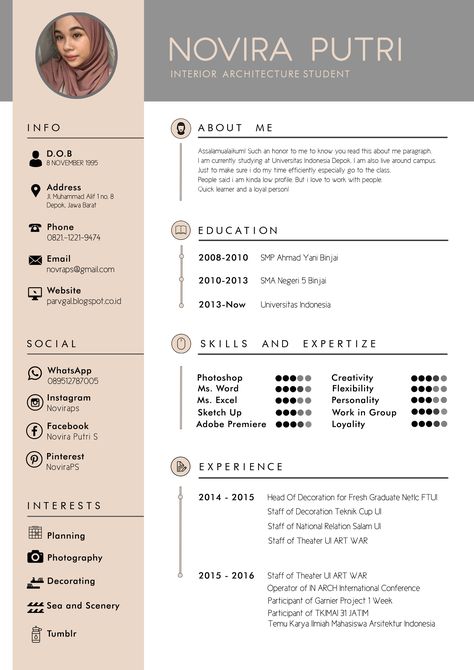 NOVIRA PUTRI
INTERIOR ARCHITECTURE STUDENT
INFO
D.O.B
8 NOVEMBER 1995
Address
Jl. Muhammad Alif 1 no. 8
Depok, Jawa Barat
Phone
0821.-1221-9474
Email
novraps@gmail.com
Website
parvgal.blogspot.co.id
SOCIAL
WhatsApp
089512787005
Instagram
Noviraps
Facebook
Novira Putri S
Pinterest
NoviraPS
INTERESTS
Planning
Photography
Decorating
Sea and Scenery
Tumblr
ABOUT ME
Assalamualaikum! Such an honor to me to know you read this about me paragraph.
I am currently studying at Universitas Indonesia Depok. I am also live around campus.
Just to make sure i do my time efficiently especially go to the class.
People said i am kinda low profile. But i love to work with people.
Quick learner and a loyal person!
EDUCATION
2008-2010 SMP Ahmad Yani Binjai
2010-2013 SMA Negeri 5 Binjai
2013-Now Universitas Indonesia
SKILLS AND EXPERTIZE
Photoshop Creativity
Ms. Word Flexibility
Ms. Excel Personality
Sketch Up Work in Group
Adobe Premiere Loyality
EXPERIENCE
2014 - 2015 Head Of Decoration for Fresh Graduate Netic FTUI
Staff of Decoration Teknik Cup UI
Staff of National Relation Salam UI
Staff of Theater UI ART WAR
2015 - 2016 Staff of Theater UI ART WAR
Operator of IN ARCH International Conference
Participant of Garnier Project 1 Week
Participant of TKIMAI 31 JATIM
Temu Karya Ilmiah Mahasiswa Arsitektur Indonesia